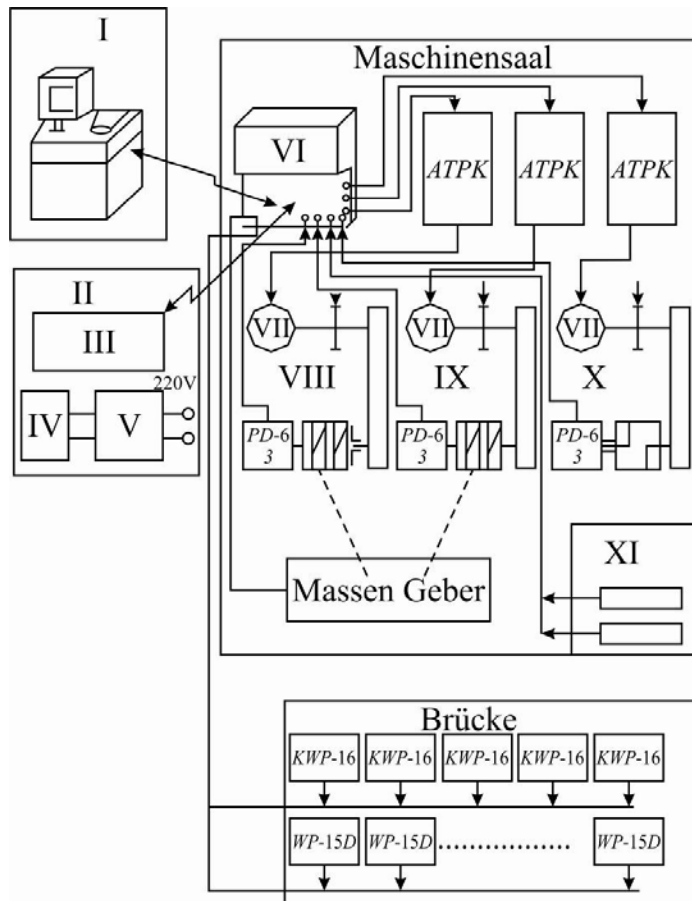 I
Maschinensaal
VI
ATPK
ATPK
ATPK
II
III
220V
IV
V
VII
VII
VII
VIII
IX
X
PD-6
3
PD-6
3
PD-6
3
XI
Massen Geber
Brücke
KWP-16
KWP-16
KWP-16
KWP-16
KWP-16
WP-15D
WP-15D
..................
WP-15D